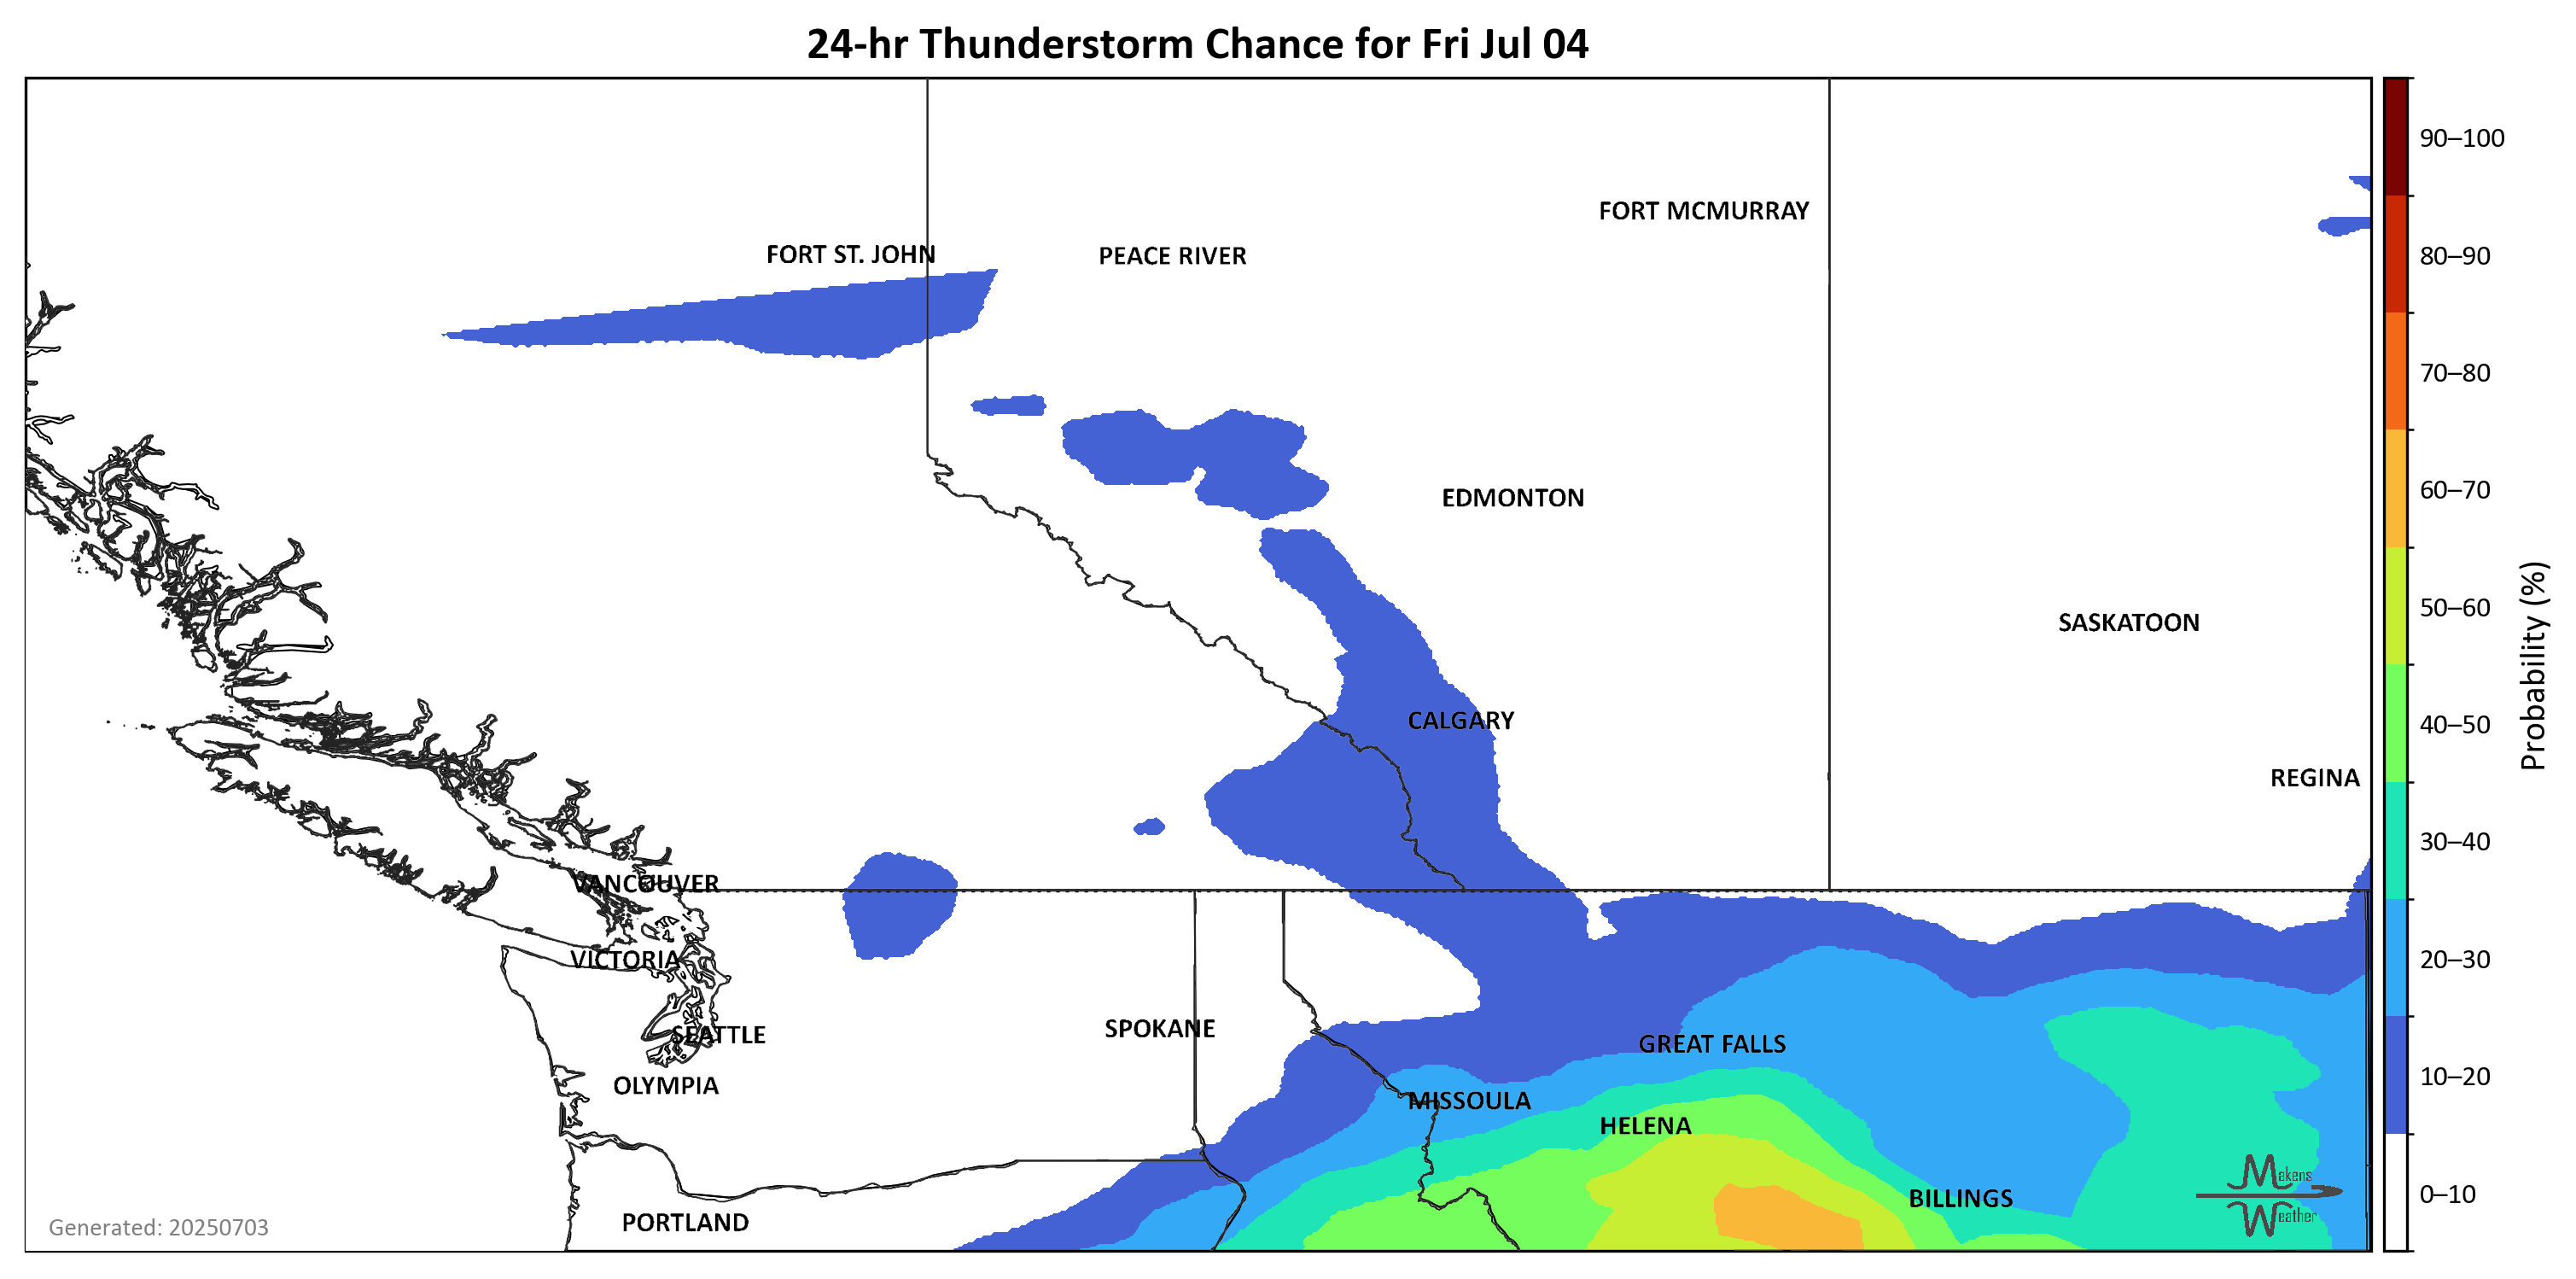 24-hr Thunderstorm Chance for Fri Jul 04
90–100
FORT MCMURRAY
FORT ST. JOHN
PEACE RIVER
80–90
70–80
60–70
EDMONTON
50–60
SASKATOON
Probability (%)
CALGARY
40–50
REGINA
30–40
VANCOUVER
VICTORIA
20–30
SPOKANE
SEATTLE
GREAT FALLS
OLYMPIA
10–20
MISSOULA
HELENA
Makens
Weather
BILLINGS
0–10
PORTLAND
Generated: 20250703